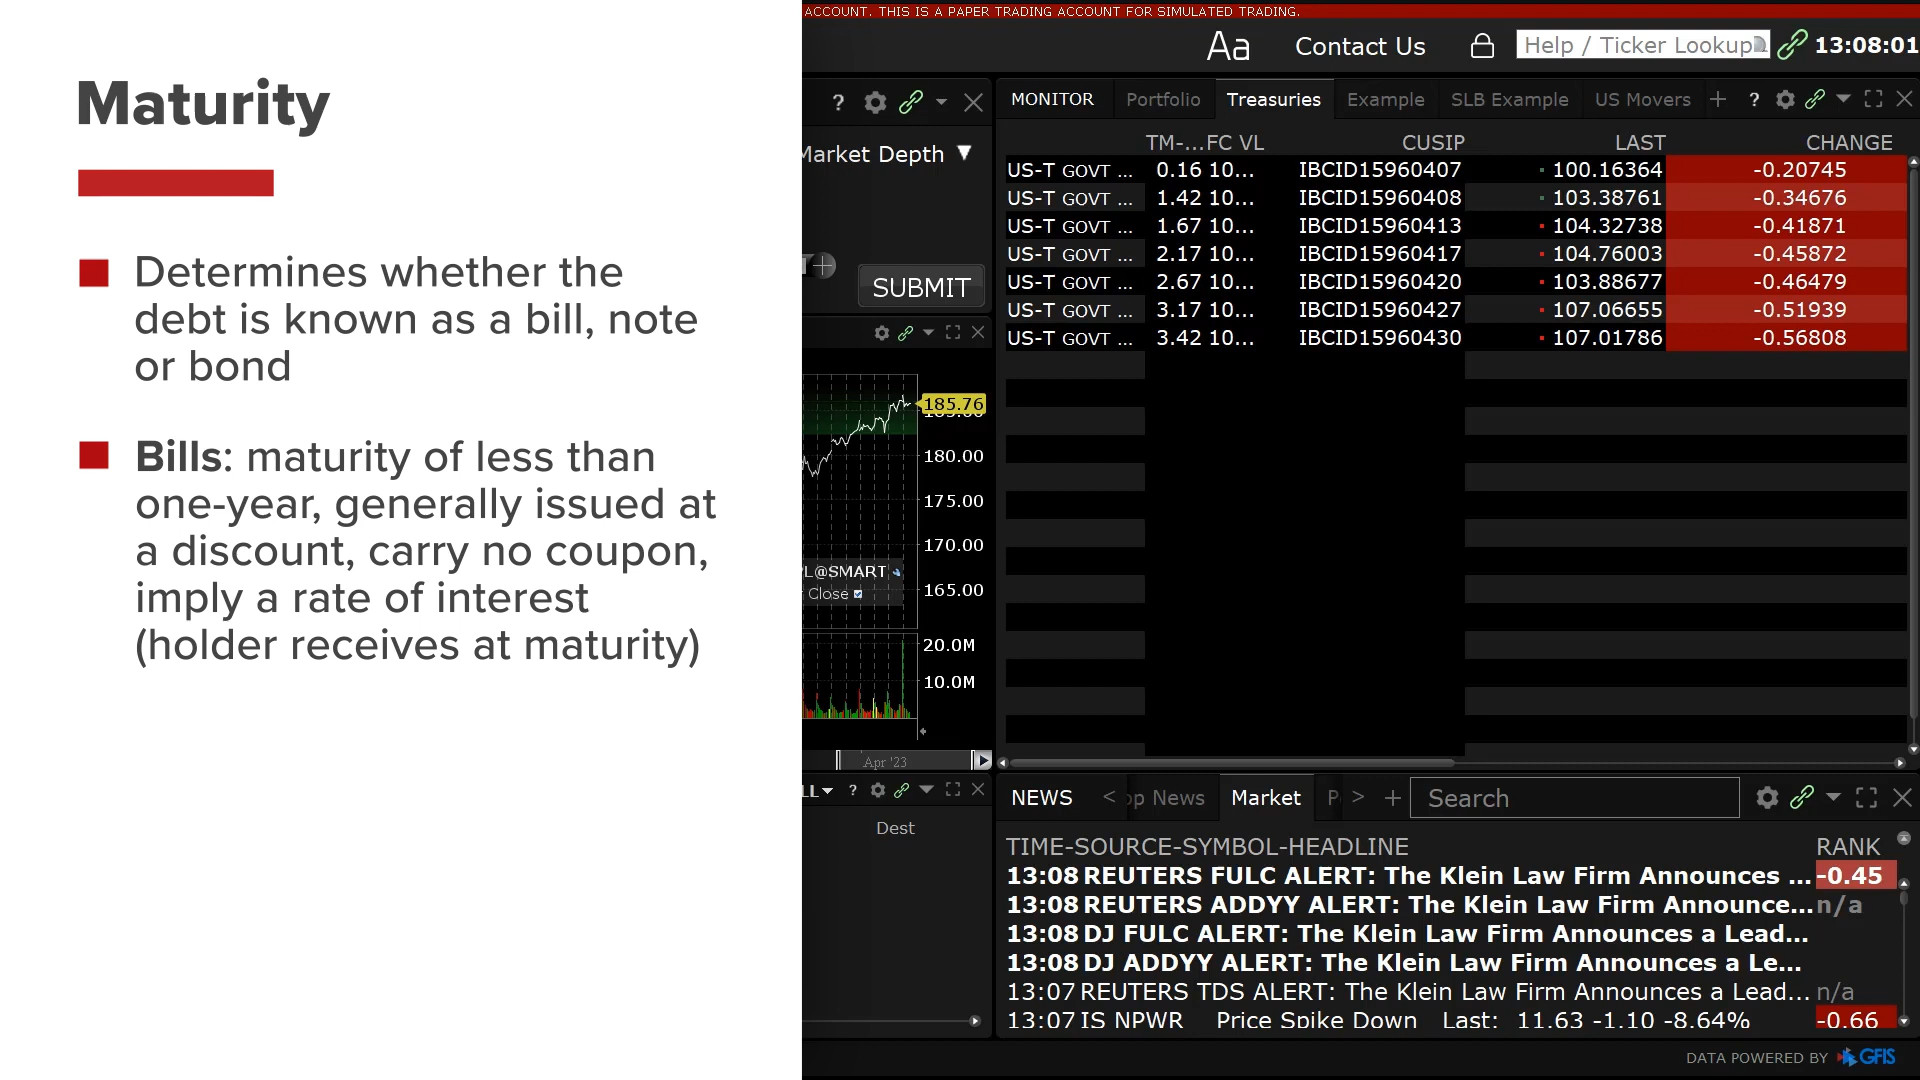 Maturity
Determines whether the
debt is known as a bill, note
or bond
Bills: maturity of less than
one-year, generally issued at
a discount, carry no coupon,
imply a rate of interest
(holder receives at maturity)
ACCOUNT. THIS IS A PAPER TRADING ACCOUNT FOR SIMULATED TRADING.
Aa Contact Us Help / Ticker Lookup 13:08:01
?
Market Depth
SUBMIT
185.76
180.00
175.00
170.00
L@SMART
Close
165.00
20.0M
10.0M
Apr '23
?
Dest
MONITOR Portfolio Treasuries Example SLB Example US Movers + ?
TM-... FC VL CUSIP LAST CHANGE
US-T GOVT ... 0.16 10... IBCID15960407 100.16364 -0.20745
US-T GOVT ... 1.42 10... IBCID15960408 103.38761 -0.34676
US-T GOVT ... 1.67 10... IBCID15960413 104.32738 -0.41871
US-T GOVT ... 2.17 10... IBCID15960417 104.76003 -0.45872
US-T GOVT ... 2.67 10... IBCID15960420 103.88677 -0.46479
US-T GOVT ... 3.17 10... IBCID15960427 107.06655 -0.51939
US-T GOVT ... 3.42 10... IBCID15960430 107.01786 -0.56808
NEWS < op News Market > + Search
TIME-SOURCE-SYMBOL-HEADLINE RANK
13:08 REUTERS FULC ALERT: The Klein Law Firm Announces ... -0.45
13:08 REUTERS ADDYY ALERT: The Klein Law Firm Announce... n/a
13:08 DJ FULC ALERT: The Klein Law Firm Announces a Lead...
13:08 DJ ADDYY ALERT: The Klein Law Firm Announces a Le...
13:07 REUTERS TDS ALERT: The Klein Law Firm Announces a Lead... n/a
13:07 IS NPWR Price Spike Down Last: 11.63 -1.10 -8.64% -0.66
DATA POWERED BY GFIS